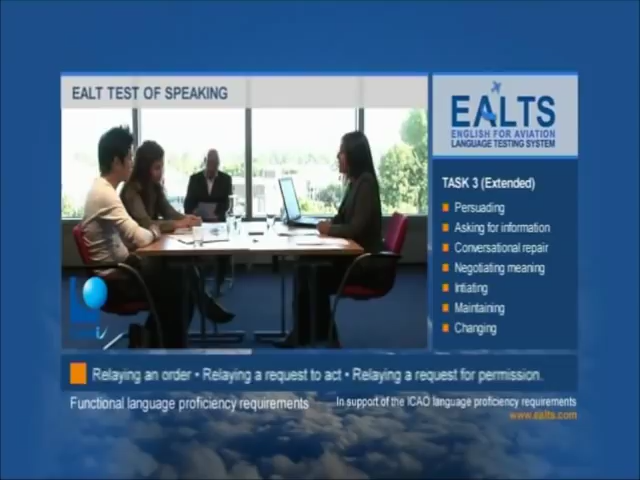 EALT TEST OF SPEAKING
EALTS
ENGLISH FOR AVIATION
LANGUAGE TESTING SYSTEM
TASK 3 (Extended)
Persuading
Asking for information
Conversational repair
Negotiating meaning
Intiating
Maintaining
Changing
Relaying an order • Relaying a request to act • Relaying a request for permission.
Functional language proficiency requirements
In support of the ICAO language proficiency requirements
www.ealts.com